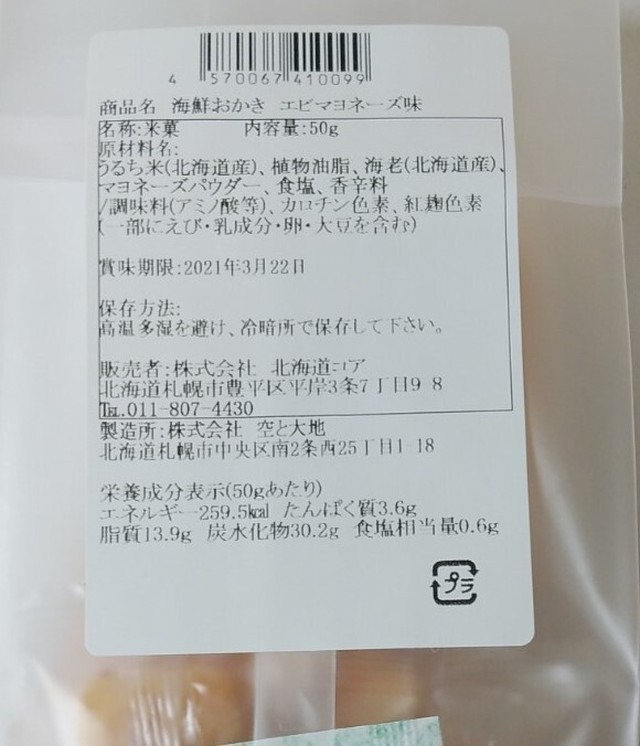 4 570067 410099
商品名 海鮮おかき エビマヨネーズ味
名称:米菓 内容量:50g
原材料名:
うるち米(北海道産)、植物油脂、海老(北海道産)、
マヨネーズパウダー、食塩、香辛料
/調味料(アミノ酸等)、カロチン色素、紅麹色素
(一部にえび・乳成分・卵・大豆を含む)
賞味期限:2021年3月22日
保存方法:
高温多湿を避け、冷暗所で保存して下さい。
販売者:株式会社 北海道コア
北海道札幌市豊平区平岸3条7丁目9-8
℡011-807-4430
製造所:株式会社 空と大地
北海道札幌市中央区南2条西25丁目1-18
栄養成分表示(50gあたり)
エネルギー259.5kcal たんぱく質3.6g
脂質13.9g 炭水化物30.2g 食塩相当量0.6g
プラ